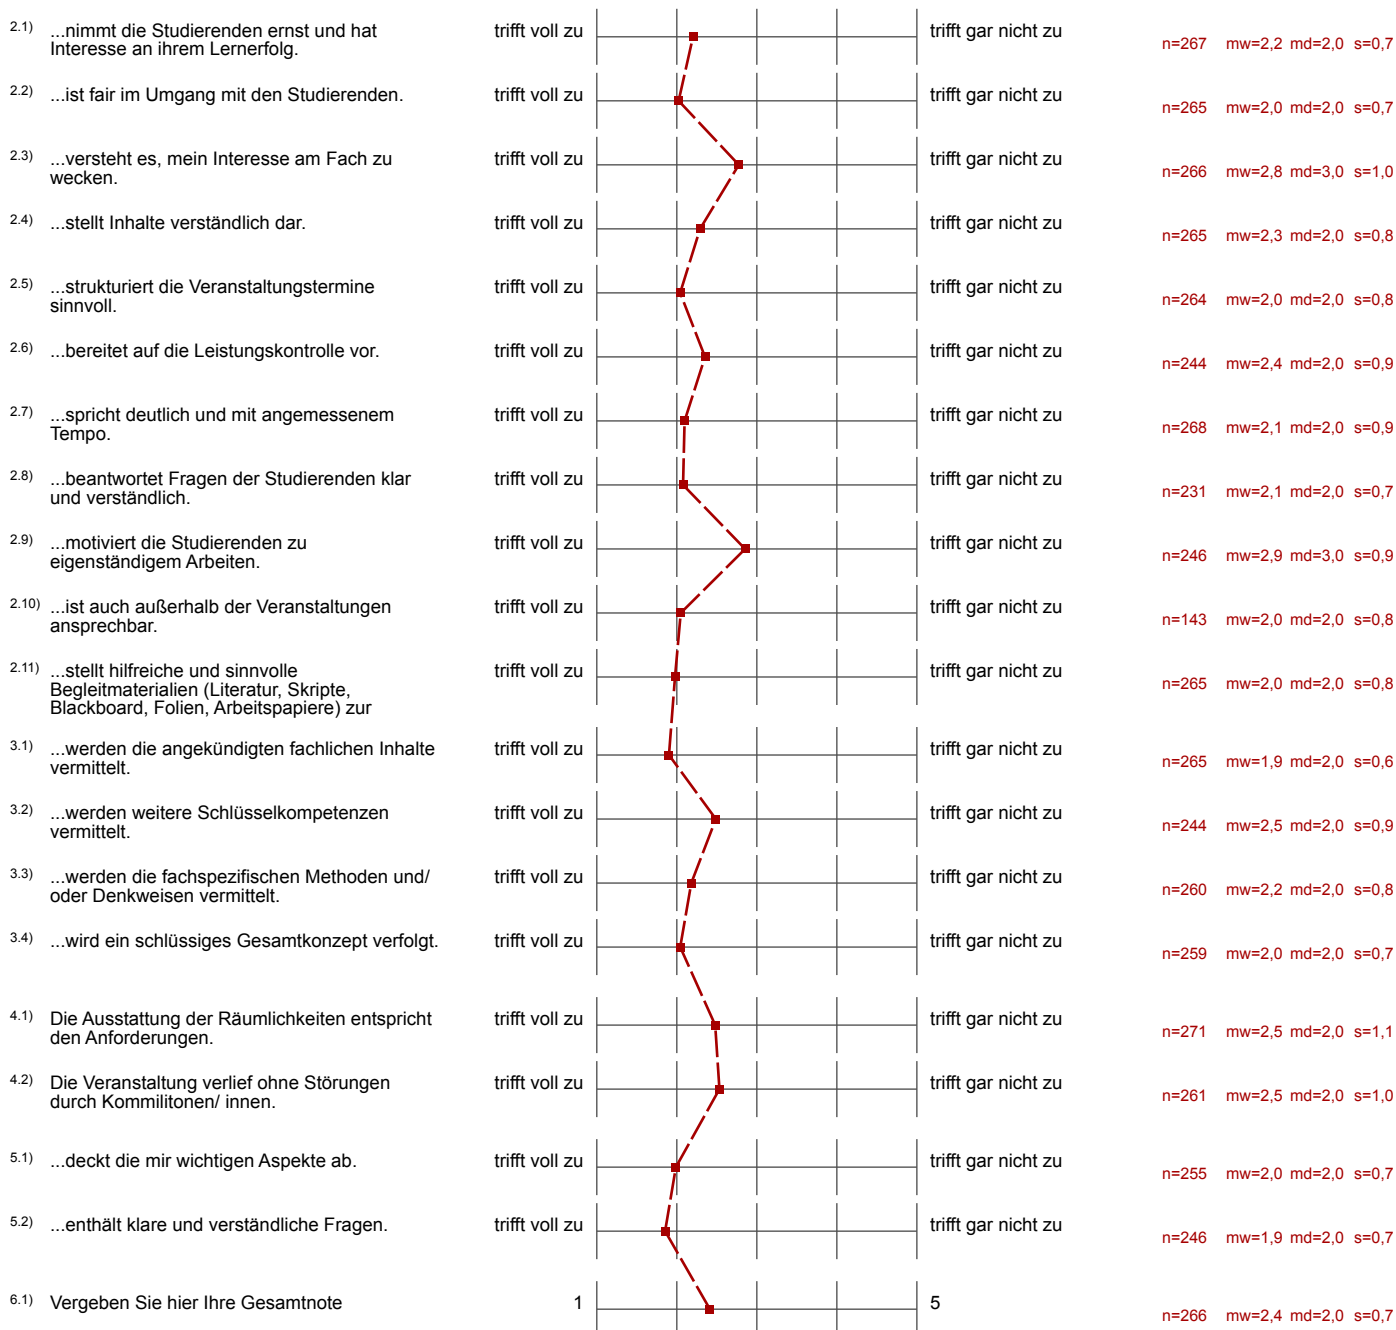 2.1) ...nimmt die Studierenden ernst und hat trifft voll zu trifft gar nicht zu
Interesse an ihrem Lernerfolg. n=267 mw=2,2 md=2,0 s=0,7
2.2) ...ist fair im Umgang mit den Studierenden. trifft voll zu trifft gar nicht zu
n=265 mw=2,0 md=2,0 s=0,7
2.3) ...versteht es, mein Interesse am Fach zu trifft voll zu trifft gar nicht zu
wecken. n=266 mw=2,8 md=3,0 s=1,0
2.4) ...stellt Inhalte verständlich dar. trifft voll zu trifft gar nicht zu
n=265 mw=2,3 md=2,0 s=0,8
2.5) ...strukturiert die Veranstaltungstermine trifft voll zu trifft gar nicht zu
sinnvoll. n=264 mw=2,0 md=2,0 s=0,8
2.6) ...bereitet auf die Leistungskontrolle vor. trifft voll zu trifft gar nicht zu
n=244 mw=2,4 md=2,0 s=0,9
2.7) ...spricht deutlich und mit angemessenem trifft voll zu trifft gar nicht zu
Tempo. n=268 mw=2,1 md=2,0 s=0,9
2.8) ...beantwortet Fragen der Studierenden klar trifft voll zu trifft gar nicht zu
und verständlich. n=231 mw=2,1 md=2,0 s=0,7
2.9) ...motiviert die Studierenden zu trifft voll zu trifft gar nicht zu
eigenständigem Arbeiten. n=246 mw=2,9 md=3,0 s=0,9
2.10) ...ist auch außerhalb der Veranstaltungen trifft voll zu trifft gar nicht zu
ansprechbar. n=143 mw=2,0 md=2,0 s=0,8
2.11) ...stellt hilfreiche und sinnvolle trifft voll zu trifft gar nicht zu
Begleitmaterialien (Literatur, Skripte, n=265 mw=2,0 md=2,0 s=0,8
Blackboard, Folien, Arbeitspapiere) zur
3.1) ...werden die angekündigten fachlichen Inhalte trifft voll zu trifft gar nicht zu
vermittelt. n=265 mw=1,9 md=2,0 s=0,6
3.2) ...werden weitere Schlüsselkompetenzen trifft voll zu trifft gar nicht zu
vermittelt. n=244 mw=2,5 md=2,0 s=0,9
3.3) ...werden die fachspezifischen Methoden und/ trifft voll zu trifft gar nicht zu
oder Denkweisen vermittelt. n=260 mw=2,2 md=2,0 s=0,8
3.4) ...wird ein schlüssiges Gesamtkonzept verfolgt. trifft voll zu trifft gar nicht zu
n=259 mw=2,0 md=2,0 s=0,7
4.1) Die Ausstattung der Räumlichkeiten entspricht trifft voll zu trifft gar nicht zu
den Anforderungen. n=271 mw=2,5 md=2,0 s=1,1
4.2) Die Veranstaltung verlief ohne Störungen trifft voll zu trifft gar nicht zu
durch Kommilitonen/ innen. n=261 mw=2,5 md=2,0 s=1,0
5.1) ...deckt die mir wichtigen Aspekte ab. trifft voll zu trifft gar nicht zu
n=255 mw=2,0 md=2,0 s=0,7
5.2) ...enthält klare und verständliche Fragen. trifft voll zu trifft gar nicht zu
n=246 mw=1,9 md=2,0 s=0,7
6.1) Vergeben Sie hier Ihre Gesamtnote 1 5
n=266 mw=2,4 md=2,0 s=0,7